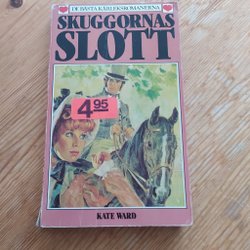 DE BÄSTA KÄRLEKSROMANERNA
SKUGGORNAS
SLOTT
4.95
KATE WARD